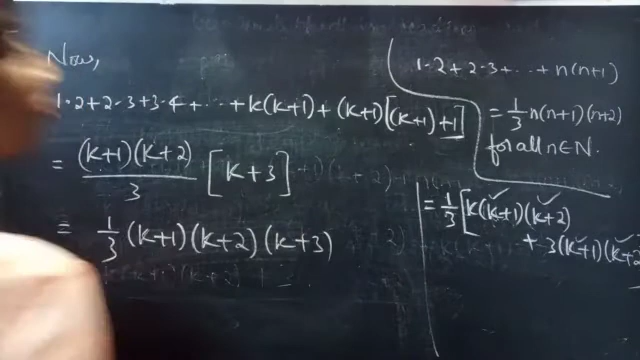 Now,
1·2+2·3+3·4+···+k(k+1)+(k+1)[(k+1)+1]
= (k+1)(k+2)/3 [k+3]
= 1/3 (k+1)(k+2)(k+3)
1·2+2·3+···+n(n+1)
= 1/3 n(n+1)(n+2)
for all n∈N.
= 1/3 [k(k+1)(k+2)
+ 3(k+1)(k+2